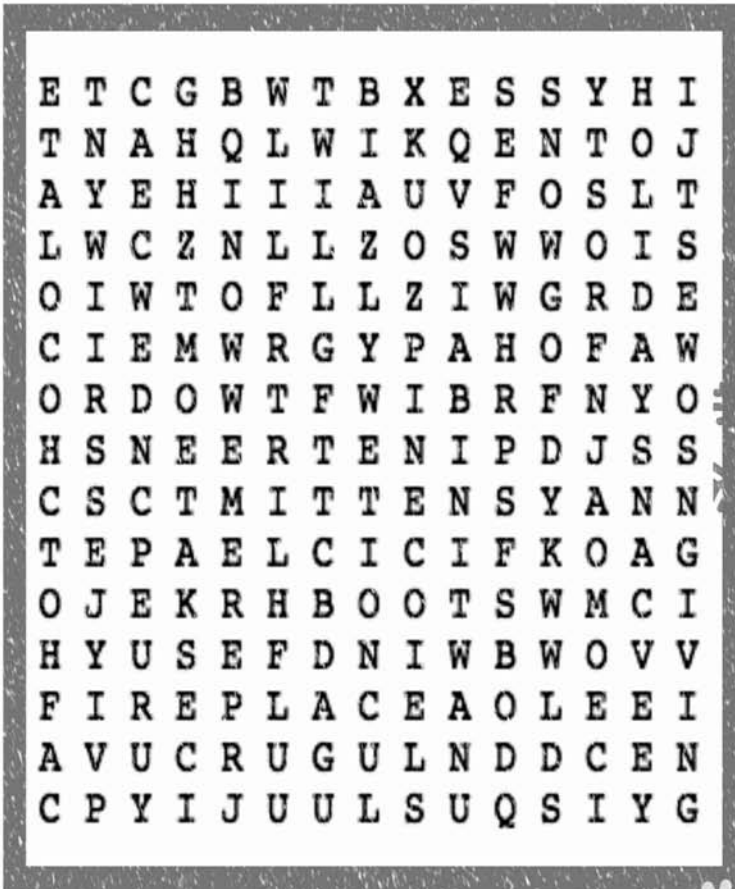 E T C G B W T B X E S S Y H I
T N A H Q L W I K Q E N T O J
A Y E H I I I A U V F O S L T
L W C Z N L L Z O S W W O I S
O I W T O F L L Z I W G R D E
C I E M W R G Y P A H O F A W
O R D O W T F W I B R F N Y O
H S N E E R T E N I P D J S S
C S C T M I T T E N S Y A N N
T E P A E L C I C I F K O A G
O J E K R H B O O T S W M C I
H Y U S E F D N I W B W O V V
F I R E P L A C E A O L E E I
A V U C R U G U L N D D C E N
C P Y I J U U L S U Q S I Y G